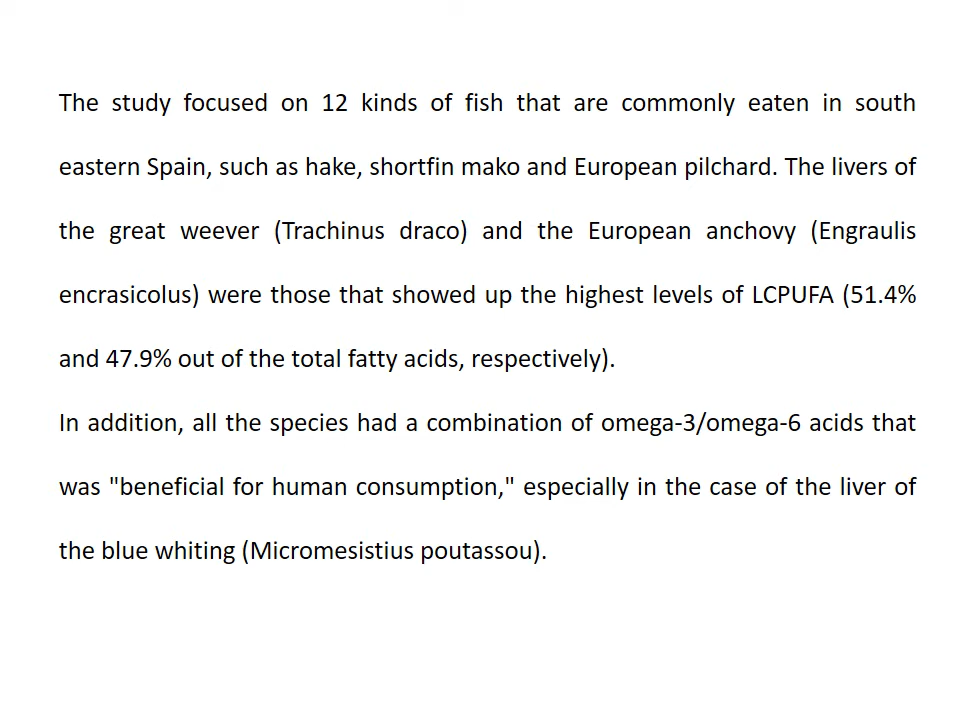 The study focused on 12 kinds of fish that are commonly eaten in south
eastern Spain, such as hake, shortfin mako and European pilchard. The livers of
the great weever (Trachinus draco) and the European anchovy (Engraulis
encrasicolus) were those that showed up the highest levels of LCPUFA (51.4%
and 47.9% out of the total fatty acids, respectively).
In addition, all the species had a combination of omega-3/omega-6 acids that
was "beneficial for human consumption," especially in the case of the liver of
the blue whiting (Micromesistius poutassou).